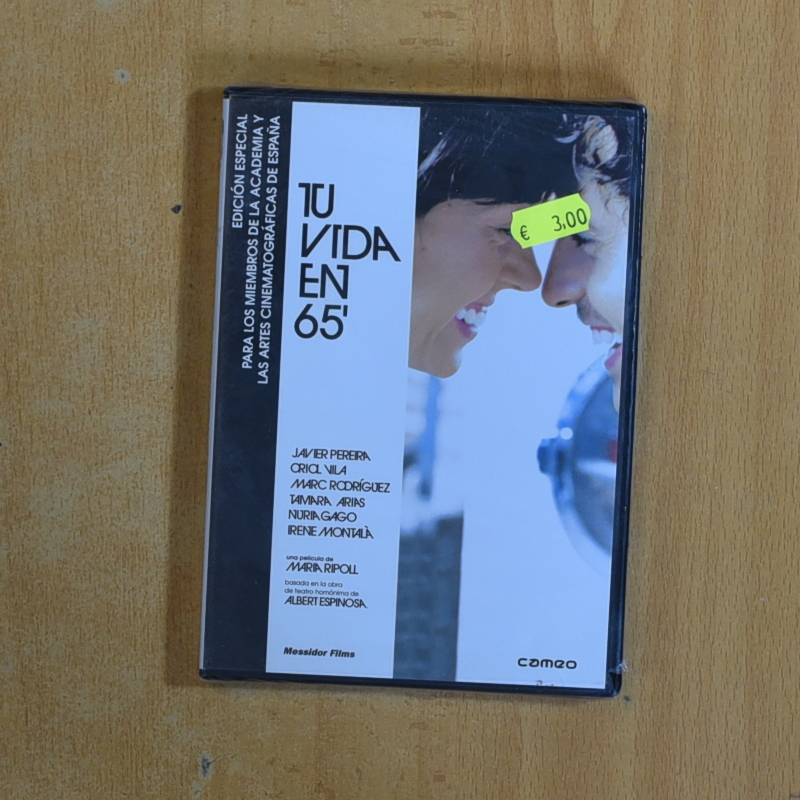 EDICIÓN ESPECIAL
PARA LOS MIEMBROS DE LA ACADEMIA Y
LAS ARTES CINEMATOGRÁFICAS DE ESPAÑA
TU
VIDA
EN
65'
€ 3,00
JAVIER PEREIRA
ORIOL VILA
MARC RODRÍGUEZ
TAMARA ARIAS
NURIA GAGO
IRENE MONTALÀ
una película de
MARIA RIPOLL
basada en la obra
de teatro homónima de
ALBERT ESPINOSA
Messidor Films
cameo